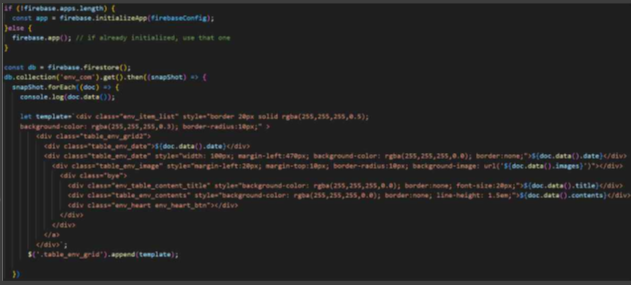 if (!firebase.apps.length) {
const app = firebase.initializeApp(firebaseConfig);
}else {
firebase.app(); // if already initialized, use that one
}
const db = firebase.firestore();
db.collection('env_com').get().then((snapShot) => {
snapShot.forEach((doc) => {
console.log(doc.data());
let template=`<div class="env_item_list" style="border 20px solid rgba(255,255,255,0.5);
background-color: rgba(255,255,255,0.5); border-radius:10px;" >
<div class="table_env_grid2">
<div class="table_env_date">${doc.data().date}</div>
<div class="table_env_date" style="width: 100px; margin-left:470px; background-color: rgba(255,255,255,0.0); border:none;">${doc.data().date}</div>
<div class="table_env_image" style="margin-left:20px; margin-top:10px; border-radius:10px; background-image: url('${doc.data().images}')"></div>
<div class="bye">
<div class="env_table_content_title" style="background-color: rgba(255,255,255,0.0); border:none; font-size:20px;">${doc.data().title}</div>
<div class="env_contents" style="background-color: rgba(255,255,255,0.0); border:none; line-height: 1.5em;">${doc.data().contents}</div>
<div class="env_heart env_heart_btn"></div>
</div>
</div>
</a>
</div>`;
$('.table_env_grid').append(template);
})